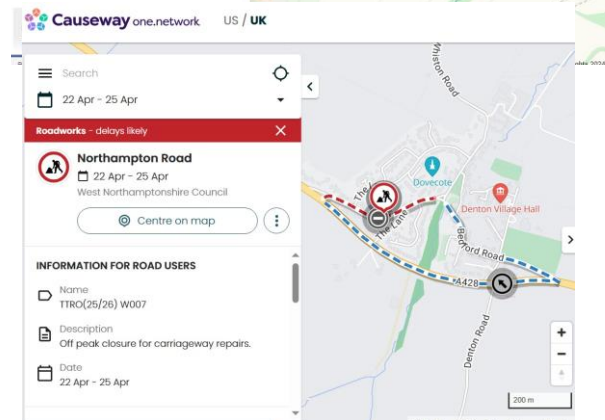 Causeway one.network
US / UK
Search
22 Apr - 25 Apr
Roadworks - delays likely
Northampton Road
22 Apr - 25 Apr
West Northamptonshire Council
Centre on map
INFORMATION FOR ROAD USERS
Name
TTRO(25/26) W007
Description
Off peak closure for carriageway repairs.
Date
22 Apr - 25 Apr
Whiston Road
Dovecote
The Lane
Denton Village Hall
Bedford Road
A428
Denton Road
200 m